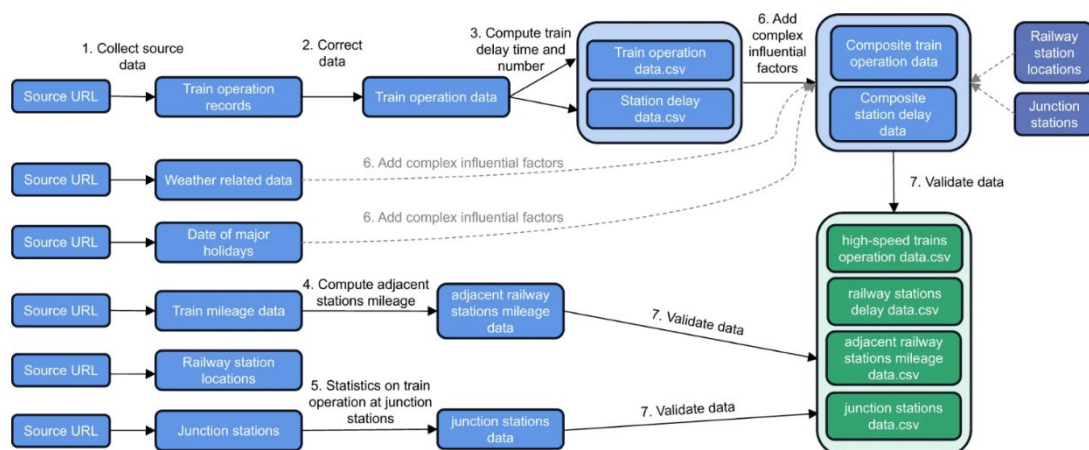 1. Collect source
data
2. Correct
data
3. Compute train
delay time and
number
6. Add
complex
influential
factors
Source URL
Train operation
records
Train operation data
Train operation
data.csv
Station delay
data.csv
Composite train
operation data
Composite
station delay
data
Railway
station
locations
Junction
stations
Source URL
Weather related data
6. Add complex influential factors
7. Validate data
Source URL
Date of major
holidays
6. Add complex influential factors
Source URL
Train mileage data
4. Compute adjacent
stations mileage
adjacent railway
stations mileage
data
7. Validate data
Source URL
Railway station
locations
Source URL
Junction stations
5. Statistics on train
operation at junction
stations
junction stations
data
7. Validate data
high-speed trains
operation data.csv
railway stations
delay data.csv
adjacent railway
stations mileage
data.csv
junction stations
data.csv